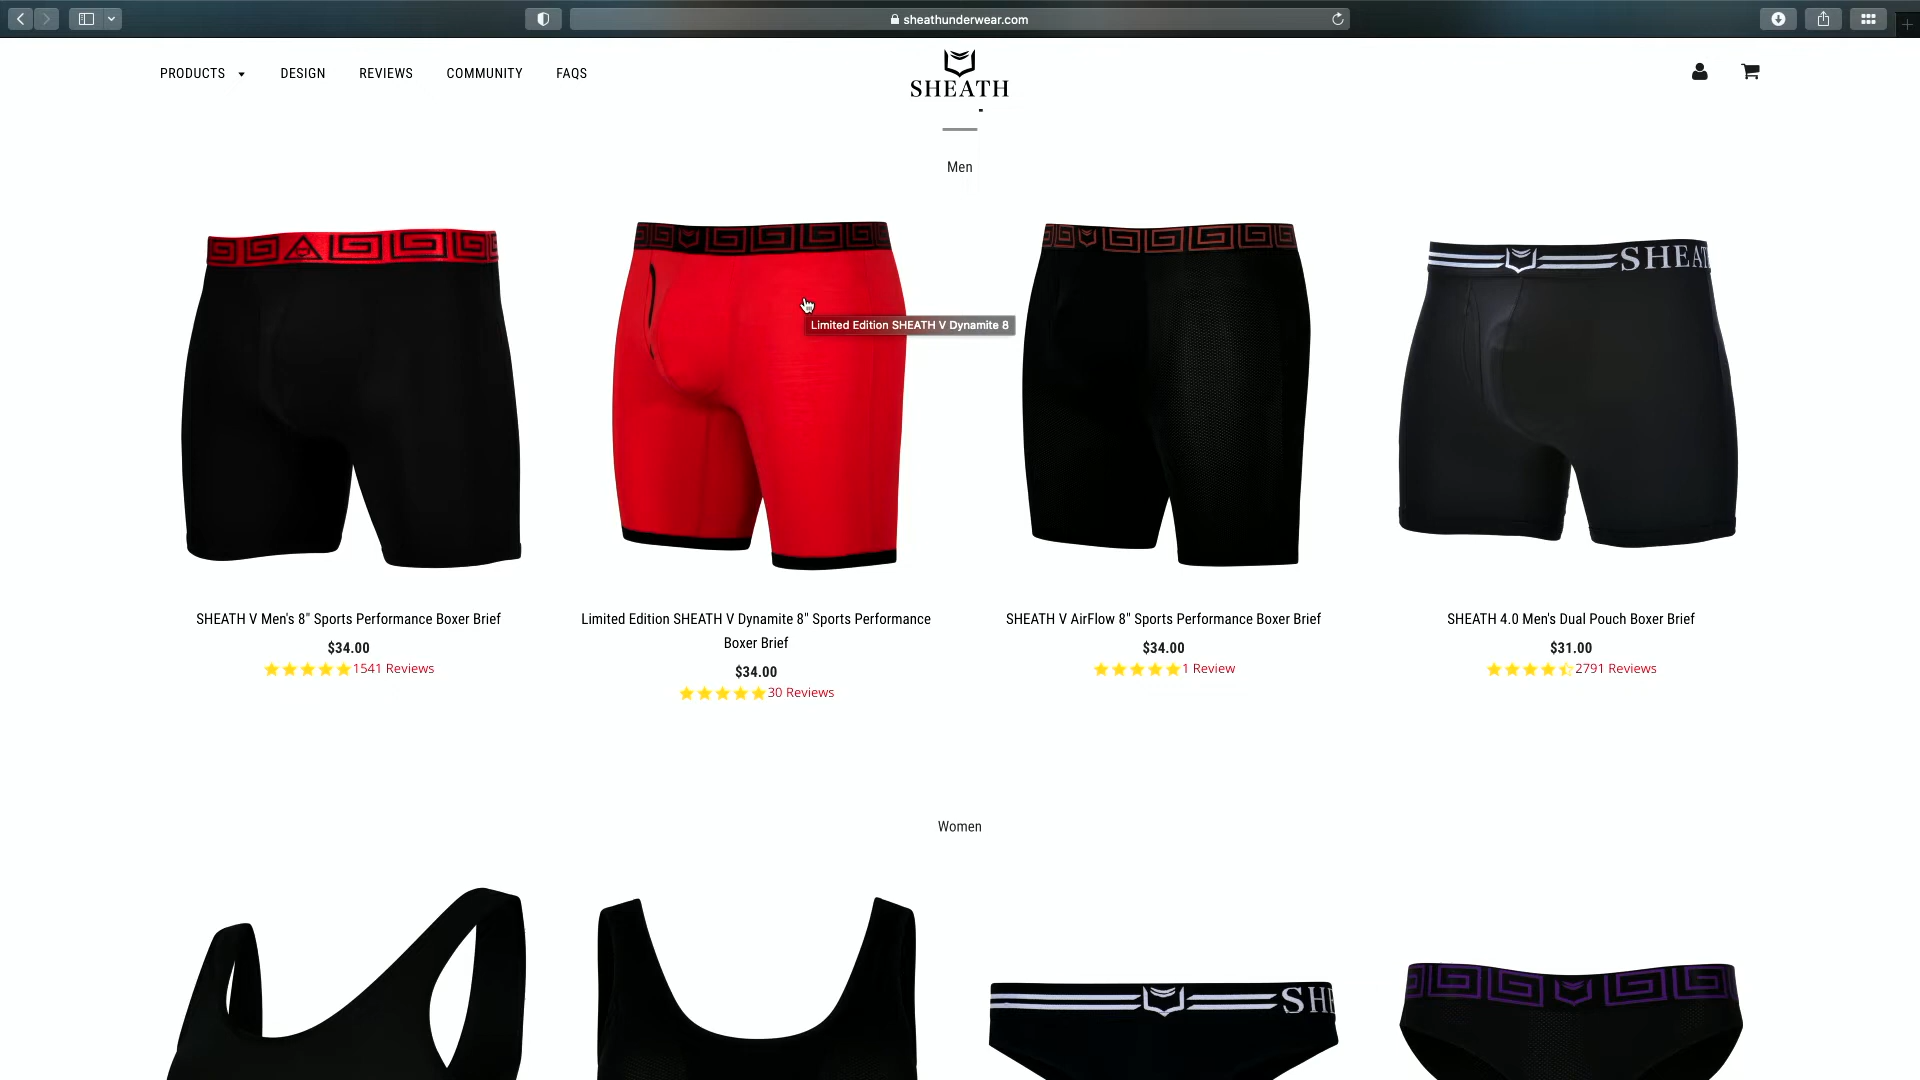 sheathunderwear.com
PRODUCTS DESIGN REVIEWS COMMUNITY FAQS
SHEATH
Men
SHEAT
Limited Edition SHEATH V Dynamite 8
SHEATH V Men's 8" Sports Performance Boxer Brief
$34.00
1541 Reviews
Limited Edition SHEATH V Dynamite 8" Sports Performance
Boxer Brief
$34.00
30 Reviews
SHEATH V AirFlow 8" Sports Performance Boxer Brief
$34.00
1 Review
SHEATH 4.0 Men's Dual Pouch Boxer Brief
$31.00
2791 Reviews
Women
SHE